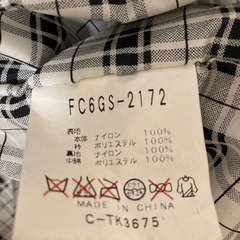 FC6GS-2172
表地
本体 ナイロン 100%
衿 ポリエステル 100%
裏地 ナイロン 100%
中綿 ポリエステル 100%
MADE IN CHINA
C-TK3675